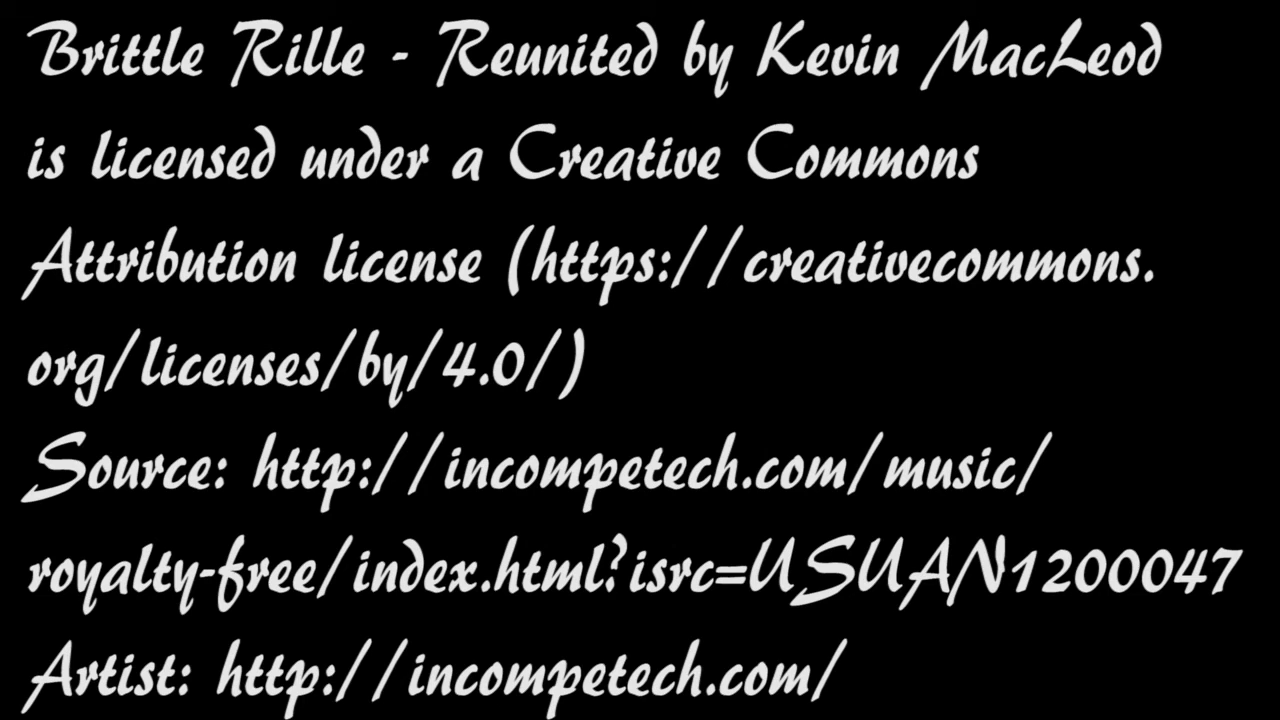 Brittle Rille - Reunited by Kevin MacLeod
is licensed under a Creative Commons
Attribution license (https://creativecommons.
org/licenses/by/4.0/)
Source: http://incompetech.com/music/
royalty-free/index.html?isrc=USUAN1200047
Artist: http://incompetech.com/